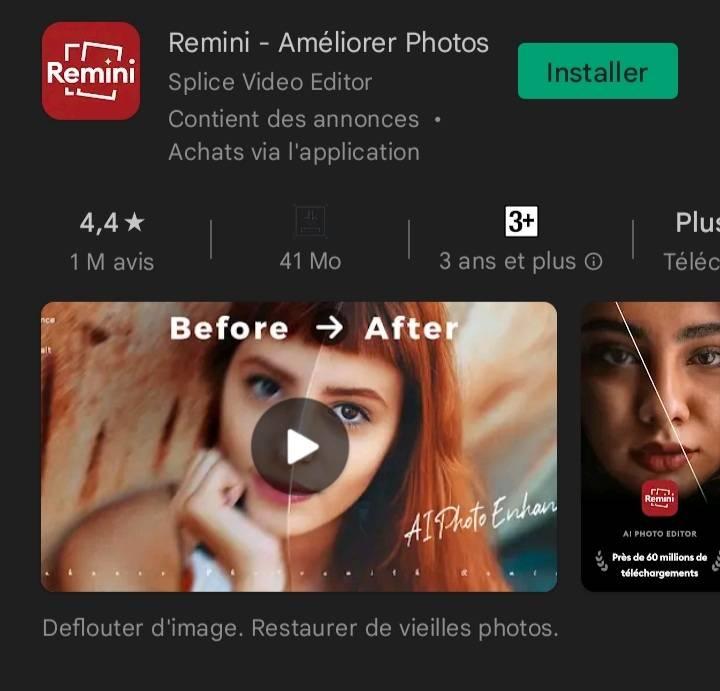 Remini
Remini - Améliorer Photos
Splice Video Editor
Installer
Contient des annonces •
Achats via l'application
4,4★
1 M avis
41 Mo
3+
3 ans et plus
Plus
Téléc
Before → After
AI Photo Enhan
Remini
AI PHOTO EDITOR
Près de 60 millions de
téléchargements
Deflouter d'image. Restaurer de vieilles photos.